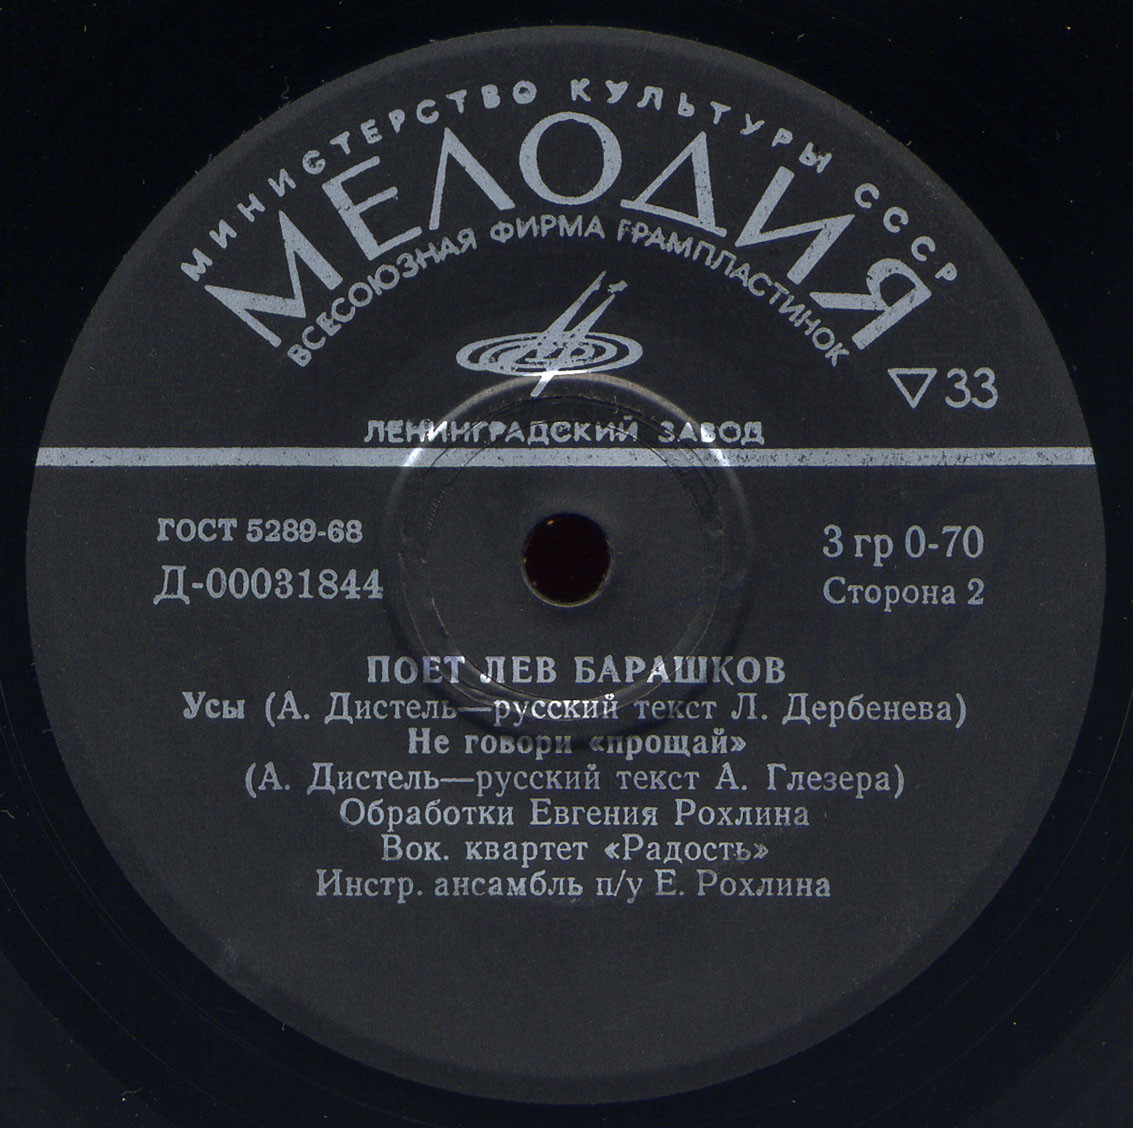 МИНИСТЕРСТВО КУЛЬТУРЫ СССР
МЕЛОДИЯ
ВСЕСОЮЗНАЯ ФИРМА ГРАМПЛАСТИНОК
33
ЛЕНИНГРАДСКИЙ ЗАВОД
ГОСТ 5289-68
3 гр 0-70
Д-00031844
Сторона 2
ПОЕТ ЛЕВ БАРАШКОВ
Усы (А. Дистель—русский текст Л. Дербенева)
Не говори «прощай»
(А. Дистель—русский текст А. Глезера)
Обработки Евгения Рохлина
Вок. квартет «Радость»
Инстр. ансамбль п/у Е. Рохлина